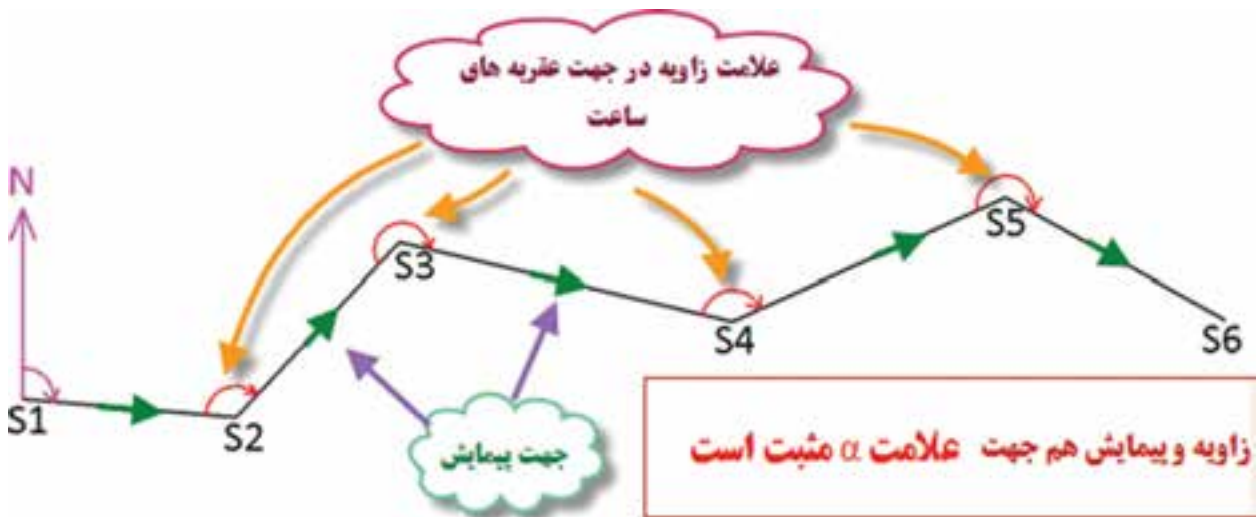 علامت زاویه در جهت عقربه های
ساعت
N
S1
S2
S3
S4
S5
S6
جهت پیمایش
زاویه و پیمایش هم جهت علامت α مثبت است